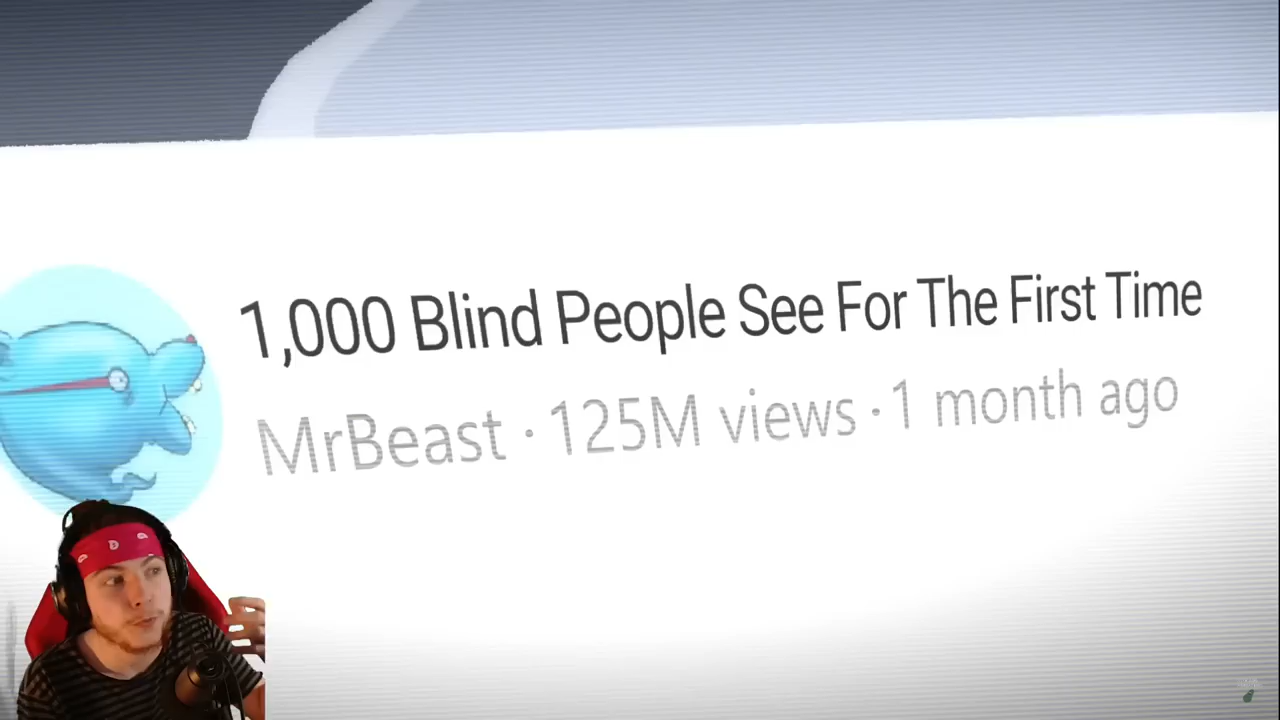 1,000 Blind People See For The First Time
MrBeast · 125M views · 1 month ago